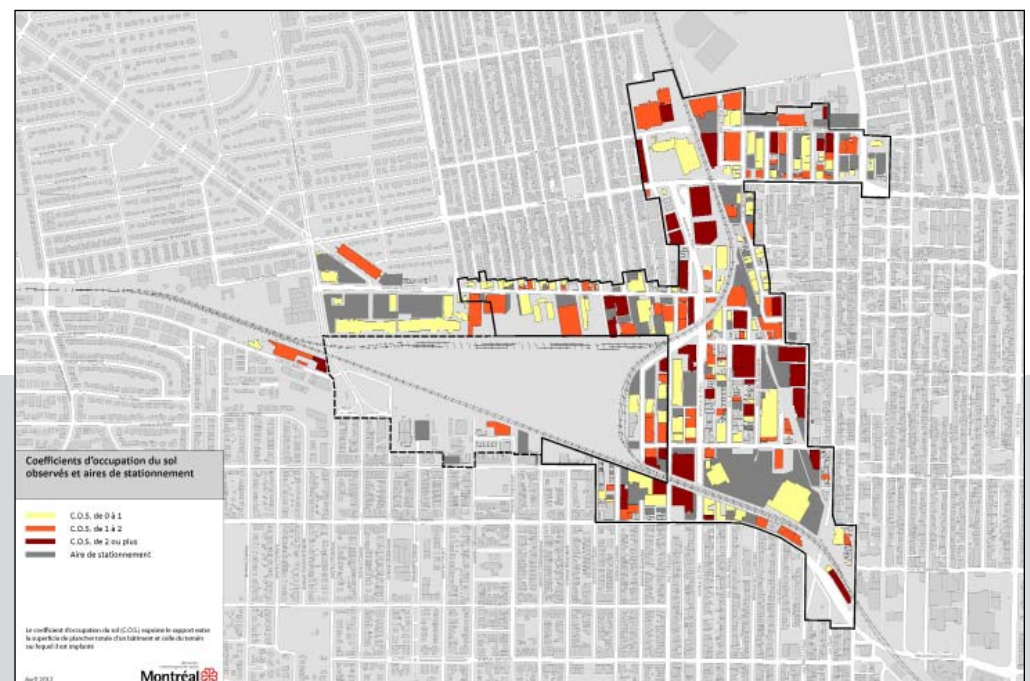 Coefficients d'occupation du sol
observés et aires de stationnement
C.O.S. de 0 à 1
C.O.S. de 1 à 2
C.O.S. de 2 ou plus
Aire de stationnement
Le coefficient d'occupation du sol (C.O.S.) exprime le rapport entre
la superficie de plancher totale d'un bâtiment et celle du terrain
sur lequel il est implanté
Montréal